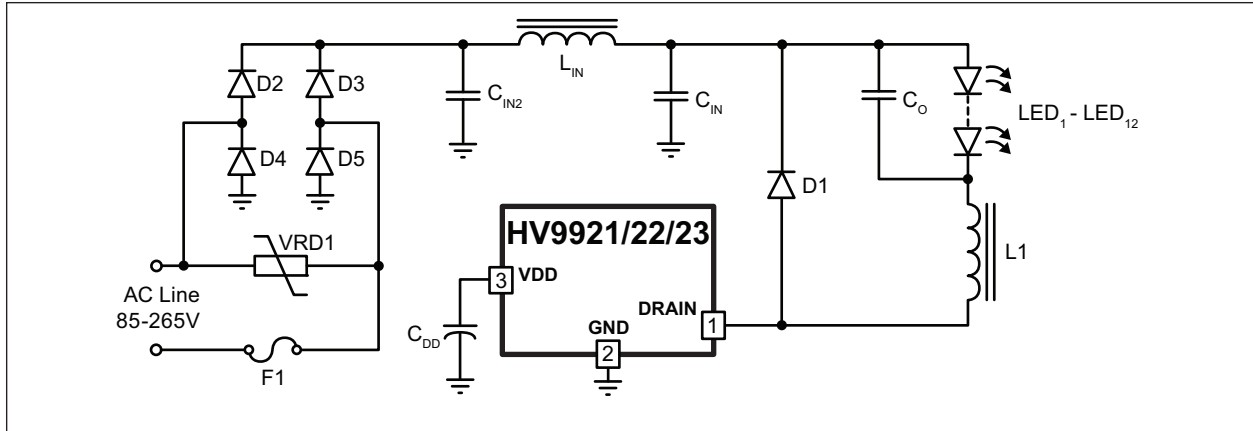 D2
D3
D4
D5
C_IN2
L_IN
C_IN
C_O
LED_1 - LED_12
D1
L1
VRD1
AC Line
85-265V
F1
HV9921/22/23
3
VDD
C_DD
DRAIN
1
GND
2